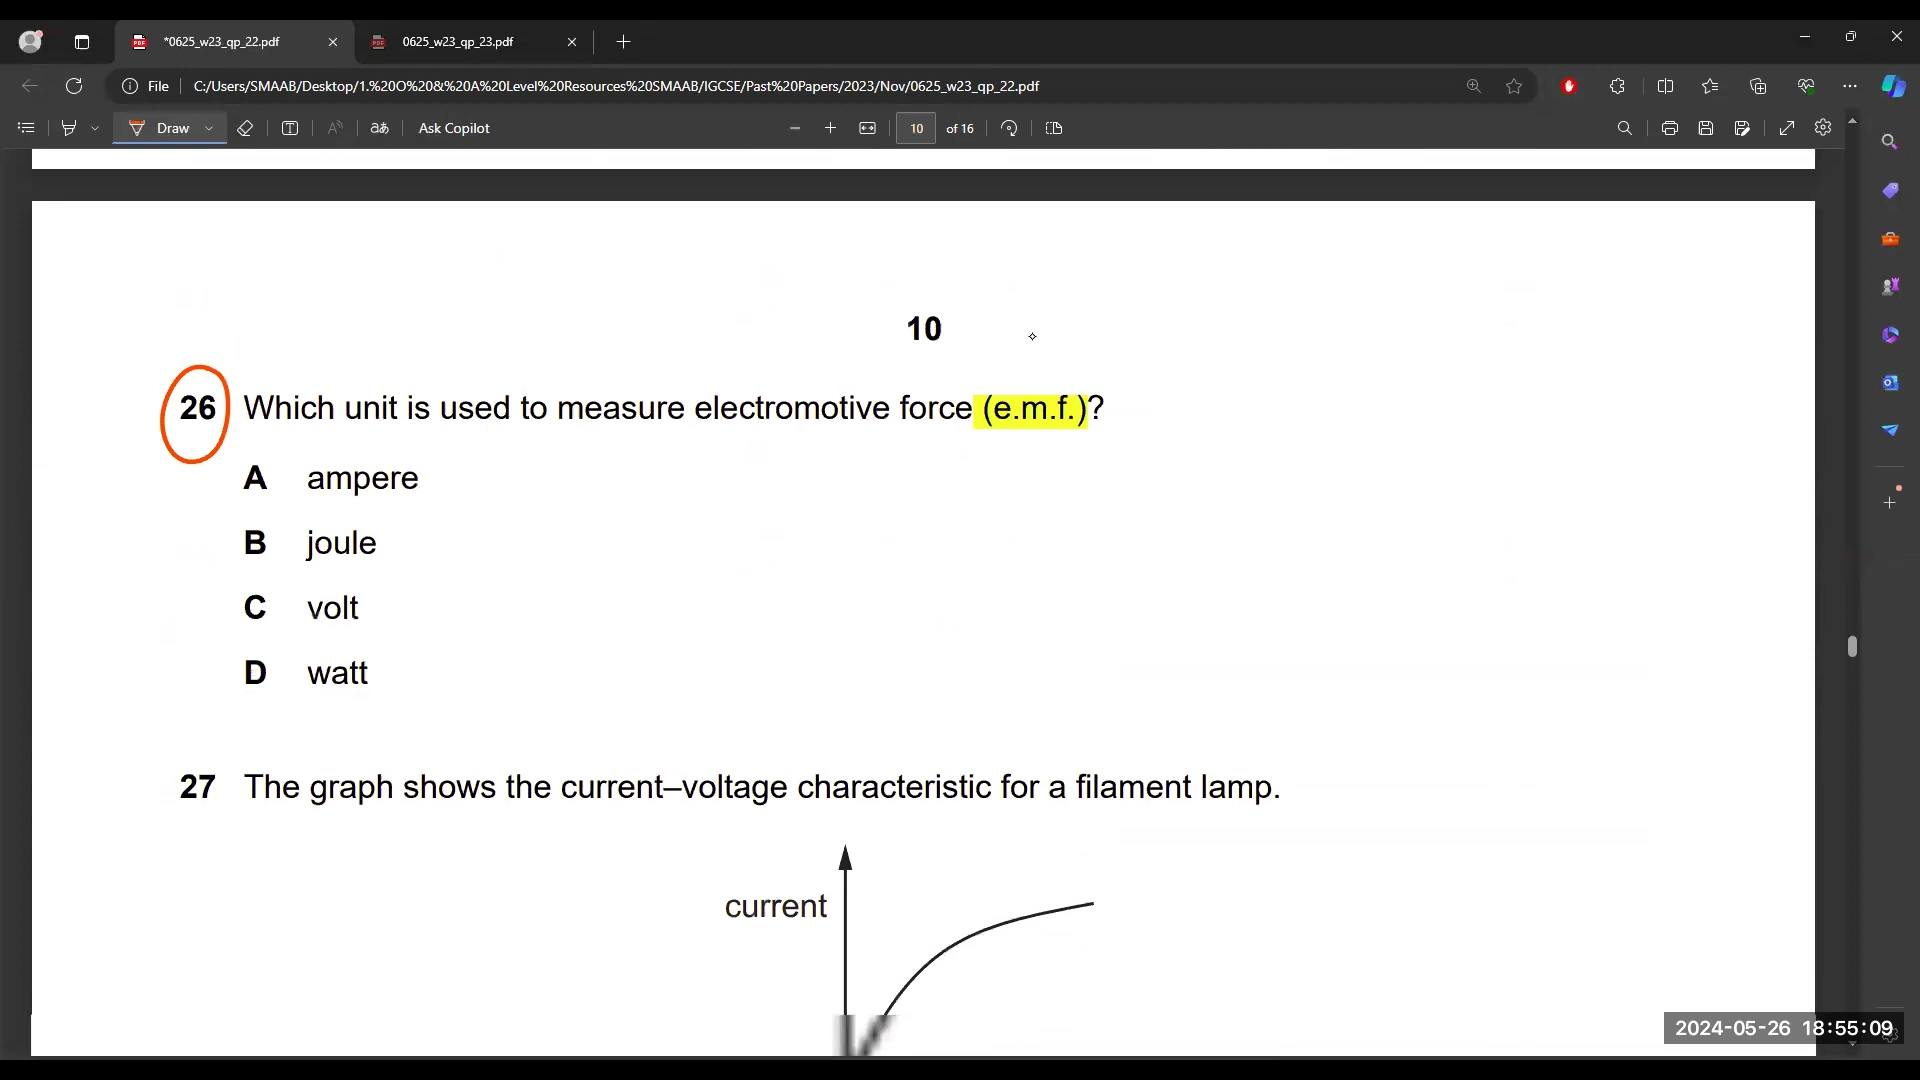 *0625_w23_qp_22.pdf
0625_w23_qp_23.pdf
File
C:/Users/SMAAB/Desktop/1.%20O%20&%20A%20Level%20Resources%20SMAAB/IGCSE/Past%20Papers/2023/Nov/0625_w23_qp_22.pdf
Draw
aあ
Ask Copilot
10 of 16
10
26 Which unit is used to measure electromotive force (e.m.f.)?
A ampere
B joule
C volt
D watt
27 The graph shows the current–voltage characteristic for a filament lamp.
current
2024-05-26 18:55:09